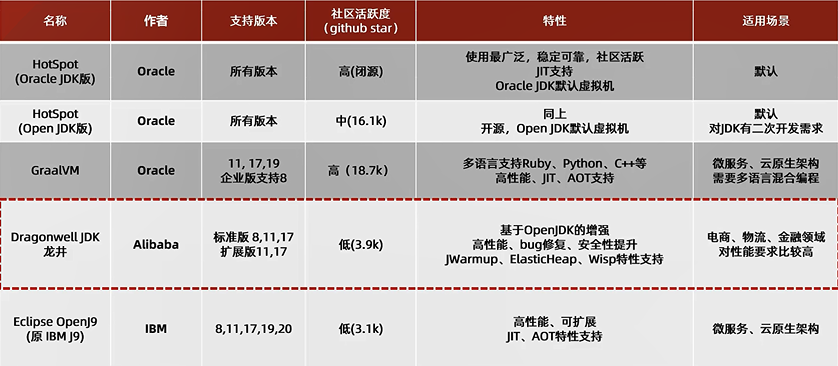 名称 作者 支持版本 社区活跃度 特性 适用场景
（github star）
HotSpot
(Oracle JDK版)
Oracle
所有版本
高(闭源)
使用最广泛，稳定可靠，社区活跃
JIT支持
Oracle JDK默认虚拟机
默认
HotSpot
(Open JDK版)
Oracle
所有版本
中(16.1k)
同上
开源，Open JDK默认虚拟机
默认
对JDK有二次开发需求
GraalVM
Oracle
11, 17,19
企业版支持8
高（18.7k）
多语言支持Ruby、Python、C++等
高性能、JIT、AOT支持
微服务、云原生架构
需要多语言混合编程
Dragonwell JDK
龙井
Alibaba
标准版 8,11,17
扩展版11,17
低(3.9k)
基于OpenJDK的增强
高性能、bug修复、安全性提升
JWarmup、ElasticHeap、Wisp特性支持
电商、物流、金融领域
对性能要求比较高
Eclipse OpenJ9
(原 IBM J9)
IBM
8,11,17,19,20
低(3.1k)
高性能、可扩展
JIT、AOT特性支持
微服务、云原生架构